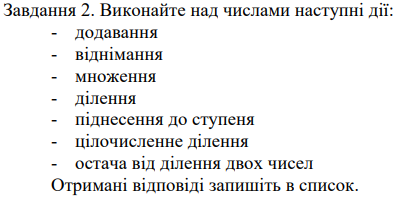 Завдання 2. Виконайте над числами наступні дії:
- додавання
- віднімання
- множення
- ділення
- піднесення до ступеня
- цілочисленне ділення
- остача від ділення двох чисел
Отримані відповіді запишіть в список.